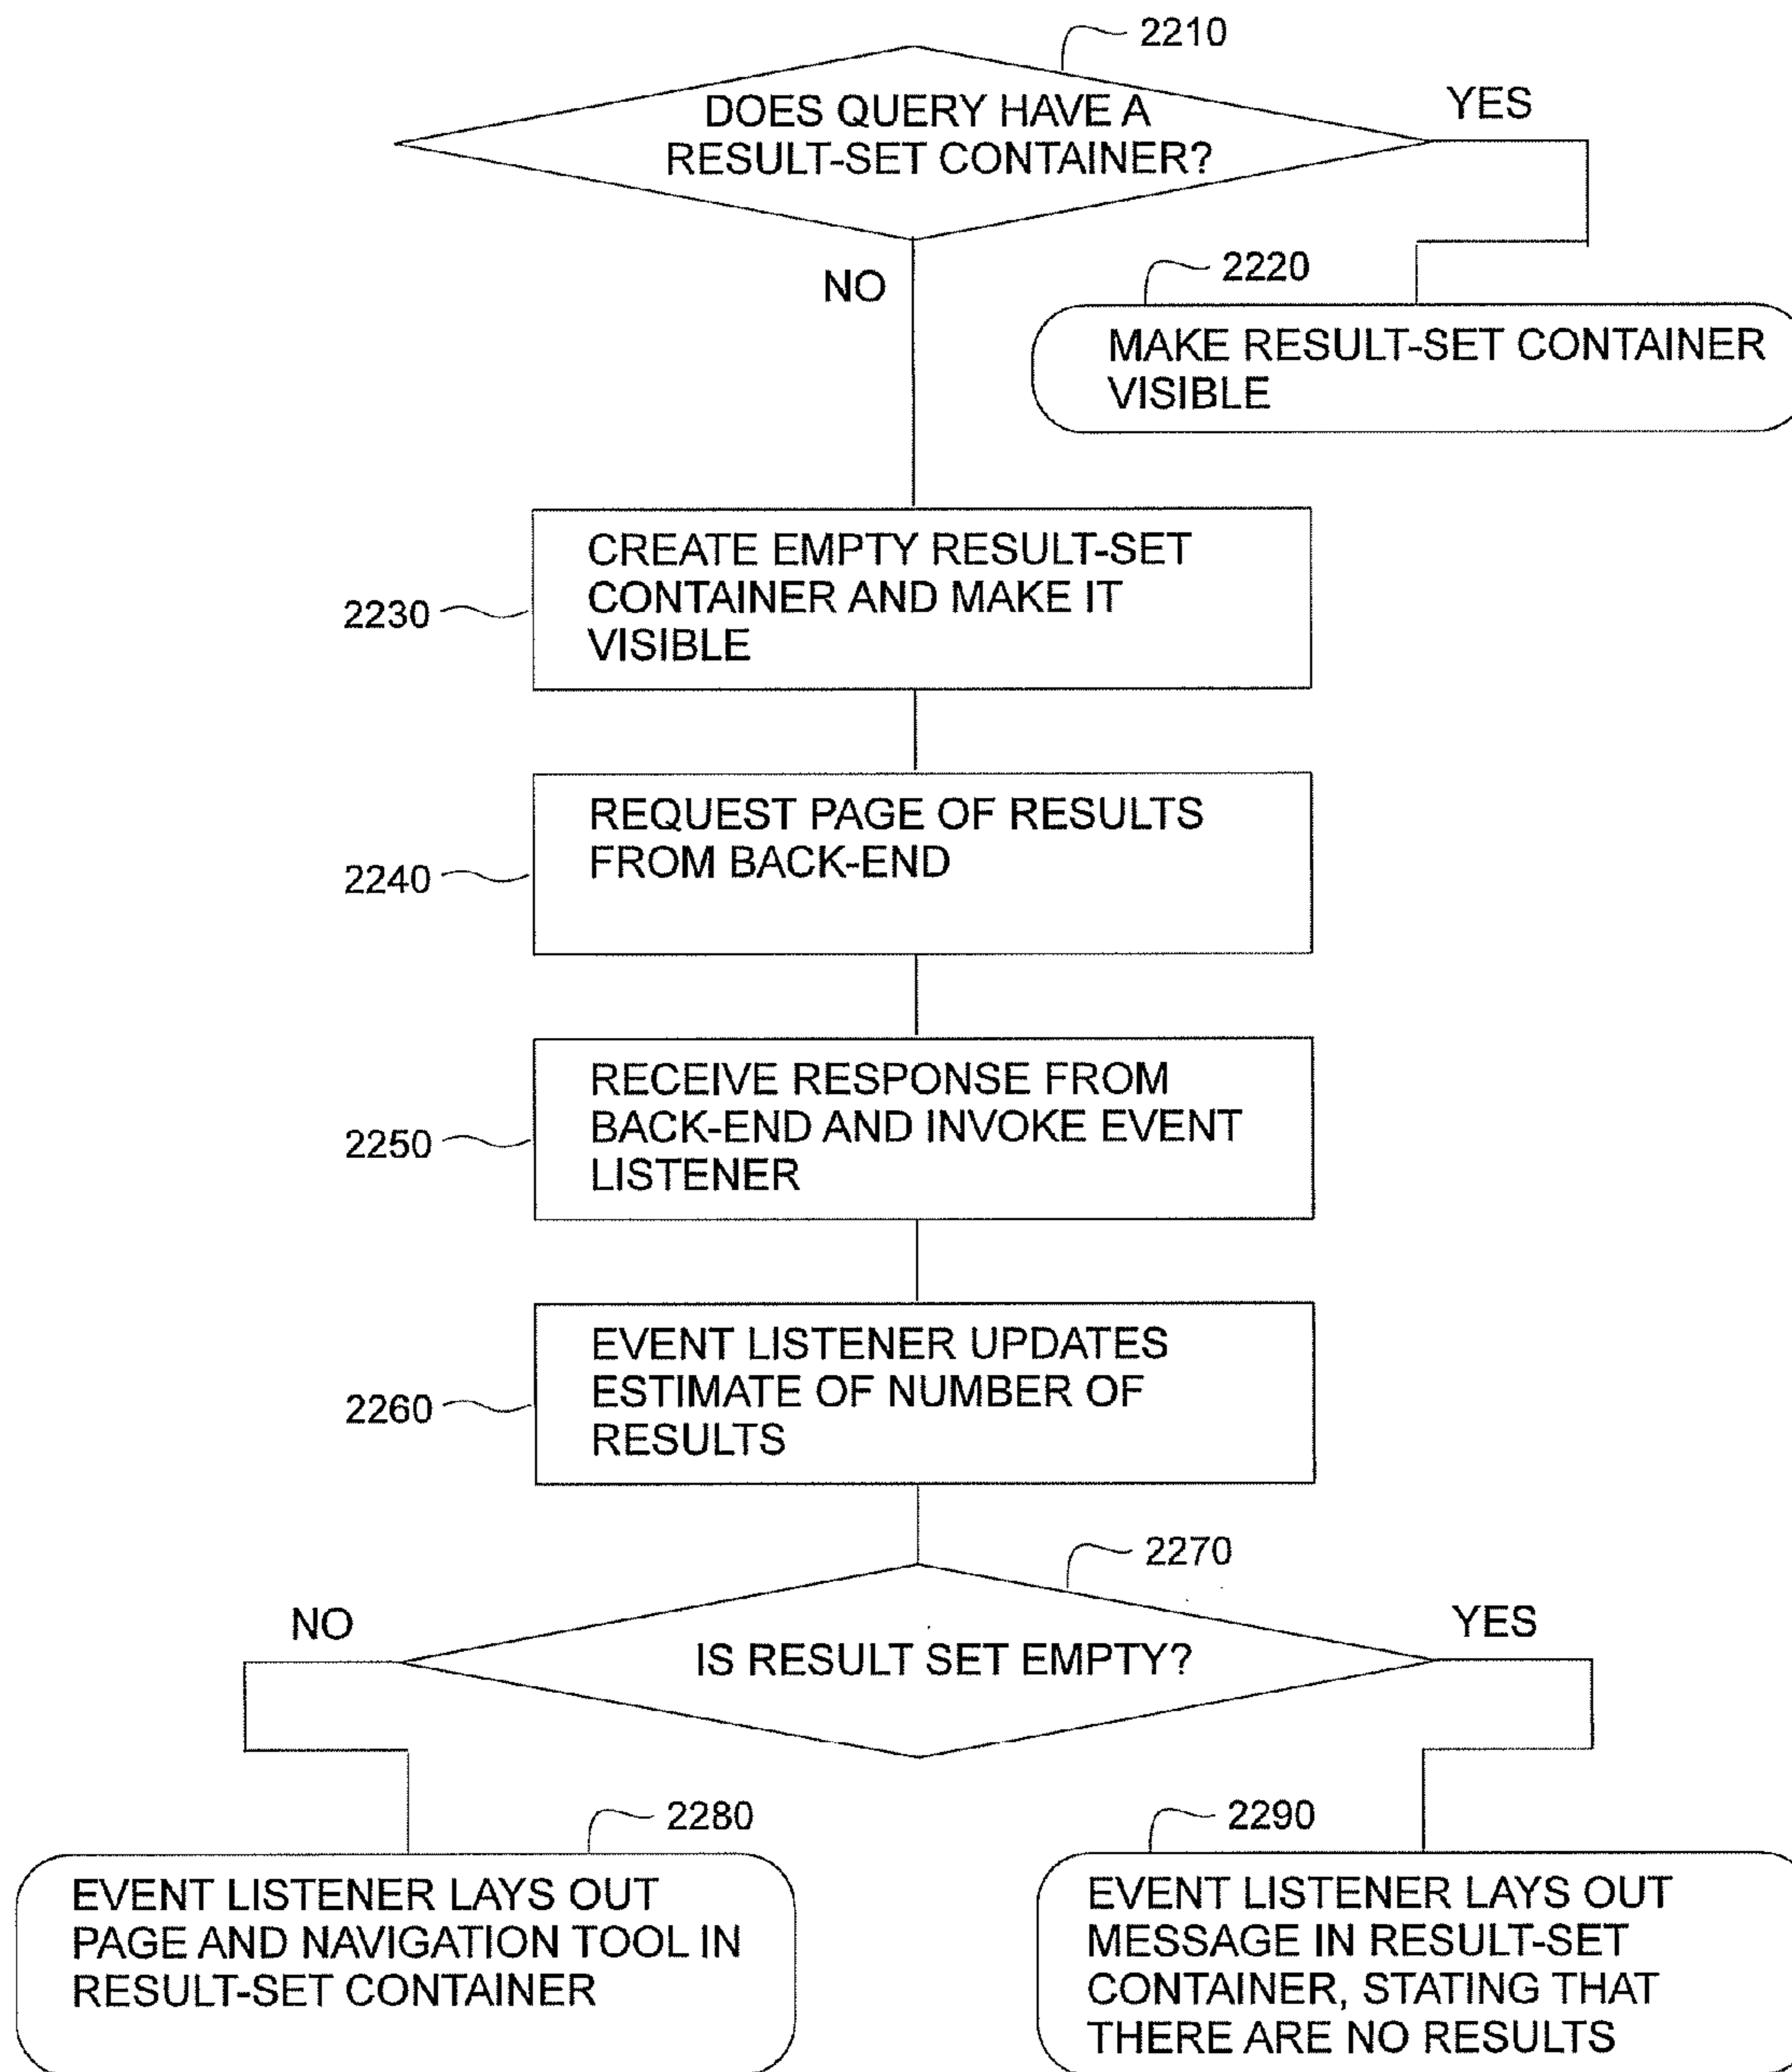 2210
DOES QUERY HAVE A
RESULT-SET CONTAINER?
YES
NO
2220
MAKE RESULT-SET CONTAINER
VISIBLE
2230
CREATE EMPTY RESULT-SET
CONTAINER AND MAKE IT
VISIBLE
2240
REQUEST PAGE OF RESULTS
FROM BACK-END
2250
RECEIVE RESPONSE FROM
BACK-END AND INVOKE EVENT
LISTENER
2260
EVENT LISTENER UPDATES
ESTIMATE OF NUMBER OF
RESULTS
2270
IS RESULT SET EMPTY?
NO
YES
2280
EVENT LISTENER LAYS OUT
PAGE AND NAVIGATION TOOL IN
RESULT-SET CONTAINER
2290
EVENT LISTENER LAYS OUT
MESSAGE IN RESULT-SET
CONTAINER, STATING THAT
THERE ARE NO RESULTS